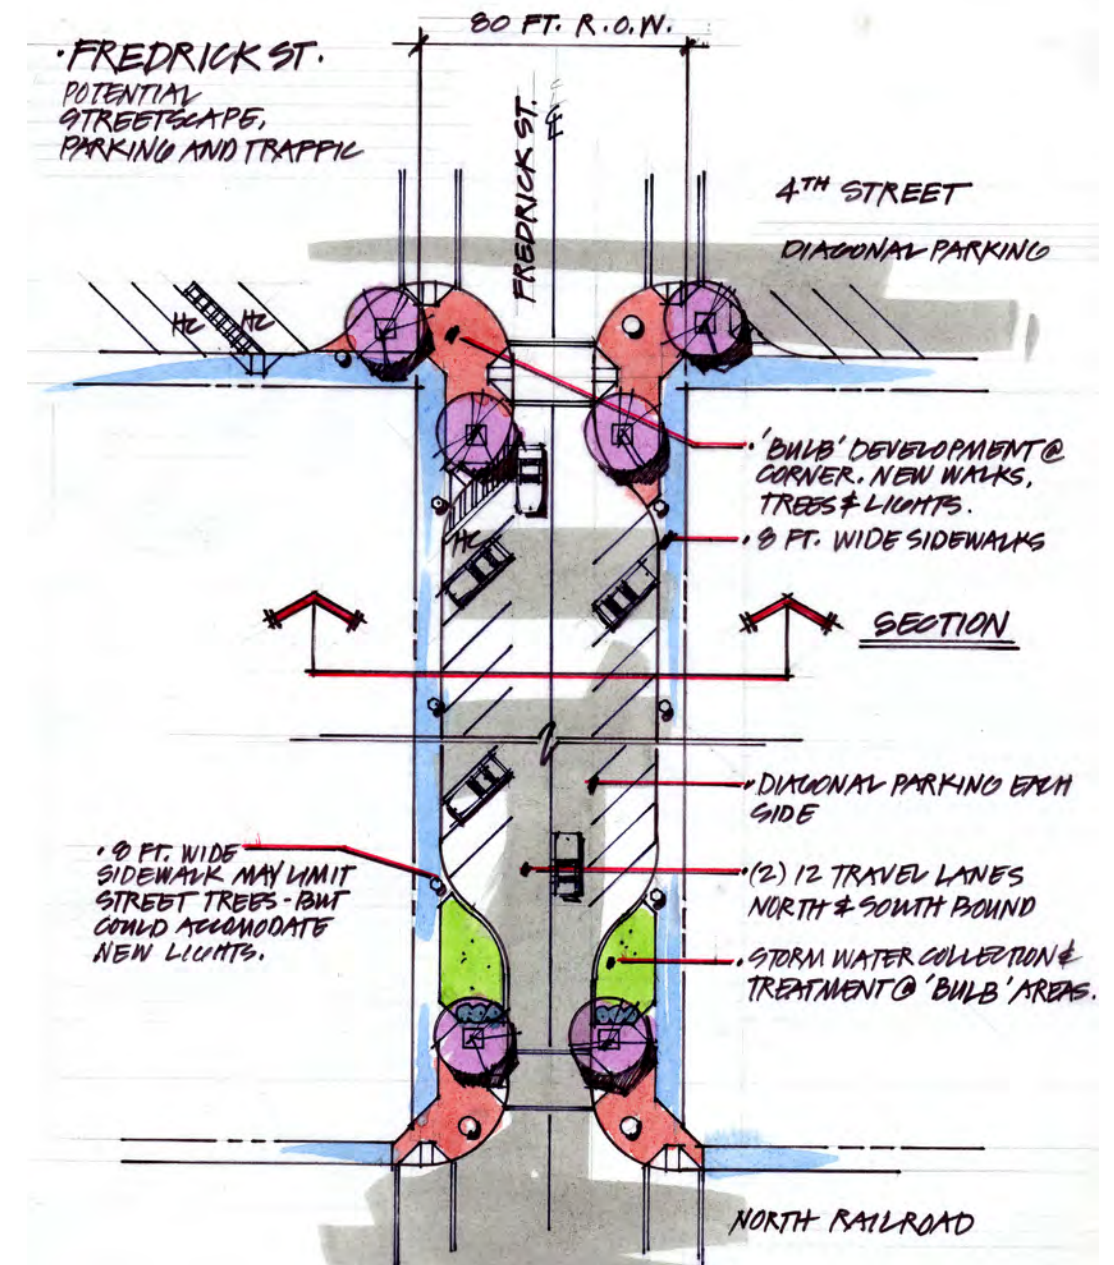 80 FT. R.O.W.
• FREDRICK ST.
POTENTIAL
STREETSCAPE,
PARKING AND TRAFFIC
FREDRICK ST.
4TH STREET
DIAGONAL PARKING
HC
HC
• 'BULB' DEVELOPMENT @
CORNER. NEW WALKS,
TREES & LIGHTS.
• 8 FT. WIDE SIDEWALKS
HC
SECTION
• DIAGONAL PARKING EACH
SIDE
• 8 FT. WIDE
SIDEWALK MAY LIMIT
STREET TREES - BUT
COULD ACCOMODATE
NEW LIGHTS.
• (2) 12 TRAVEL LANES
NORTH & SOUTH BOUND
• STORM WATER COLLECTION &
TREATMENT @ 'BULB' AREAS.
NORTH RAILROAD